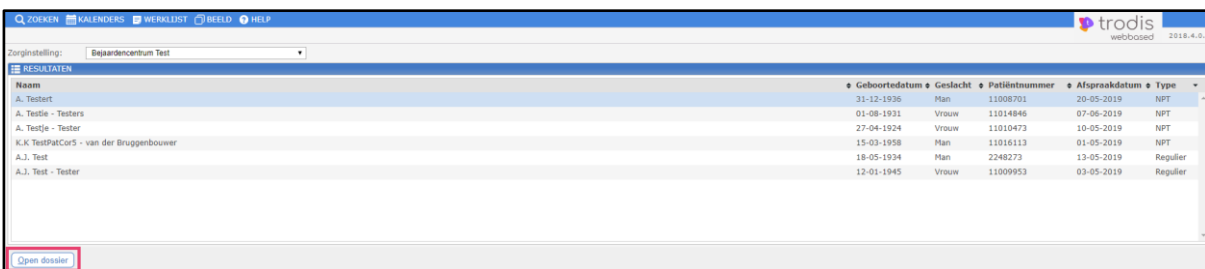 ZOEKEN KALENDERS WERKLIJST BEELD HELP
trodis
webbased 2018.4.0.
Zorginstelling: Bejaardencentrum Test
RESULTATEN
Naam Geboortedatum Geslacht Patiëntnummer Afspraakdatum Type
A. Testert 31-12-1936 Man 11008701 20-05-2019 NPT
A. Testie - Testers 01-08-1931 Vrouw 11014846 07-06-2019 NPT
A. Testje - Tester 27-04-1924 Vrouw 11010473 10-05-2019 NPT
K.K TestPatCor5 - van der Bruggenbouwer 15-03-1958 Man 11016113 01-05-2019 NPT
A.J. Test 18-05-1934 Man 2248273 13-05-2019 Regulier
A.J. Test - Tester 12-01-1945 Vrouw 11009953 03-05-2019 Regulier
Open dossier